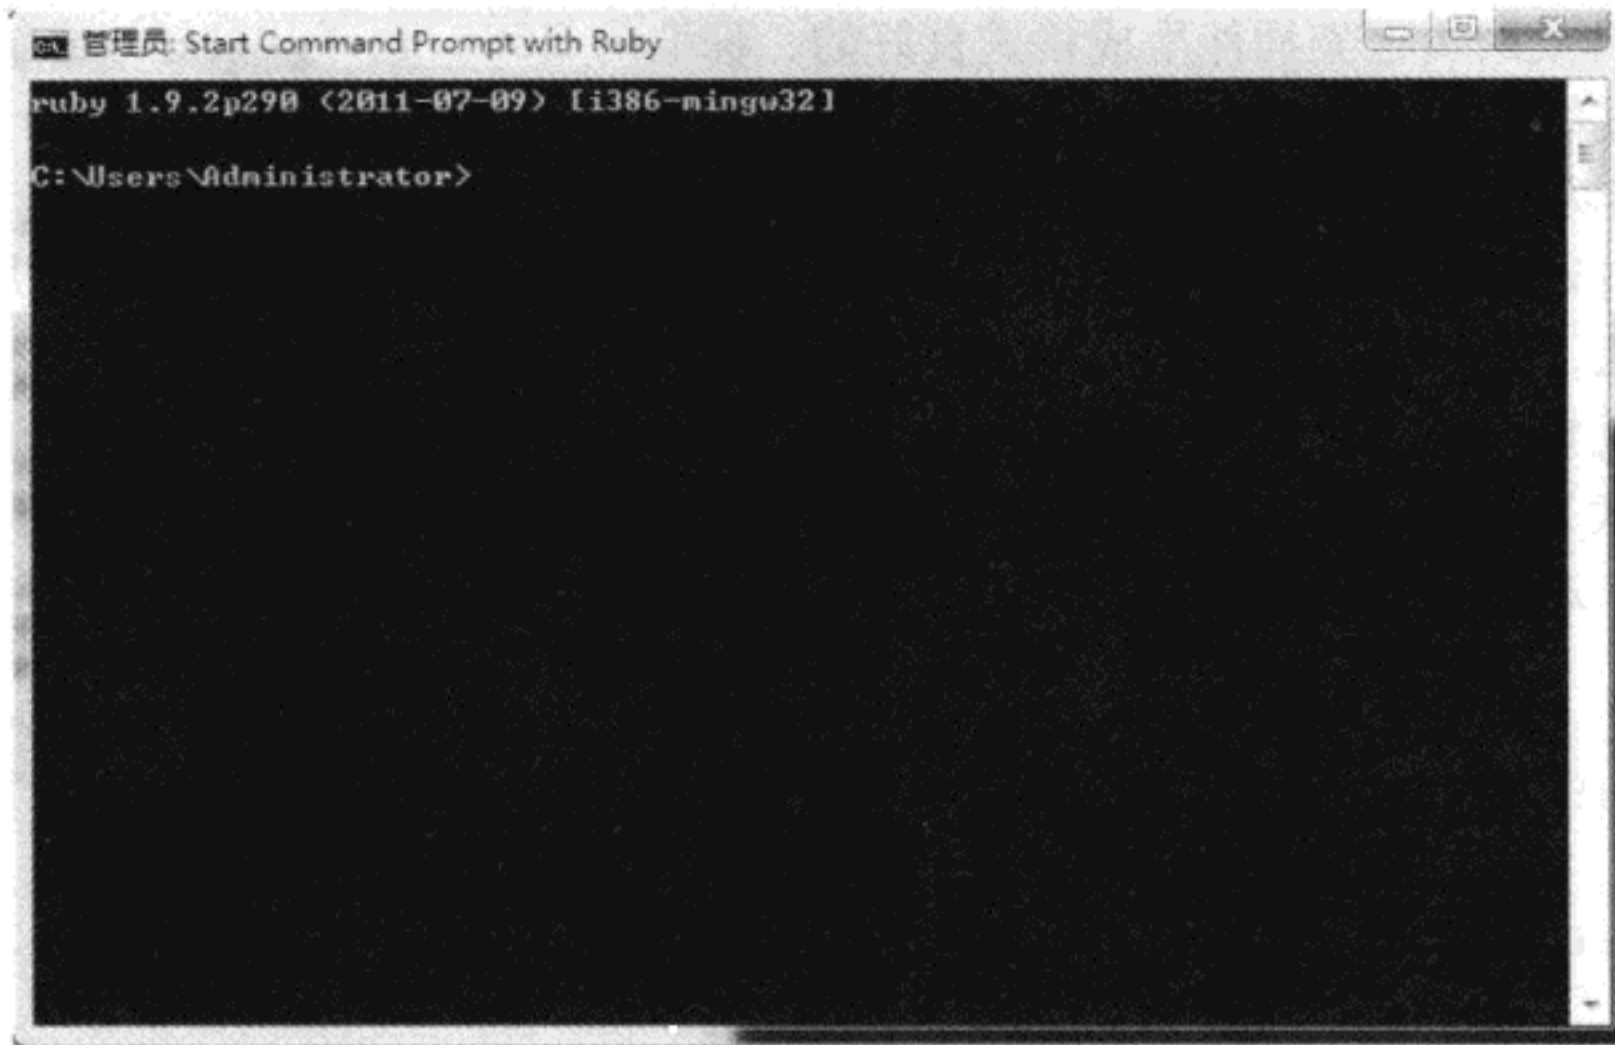 管理员: Start Command Prompt with Ruby
ruby 1.9.2p290 (2011-07-09) [i386-mingw32]
C:\Users\Administrator>